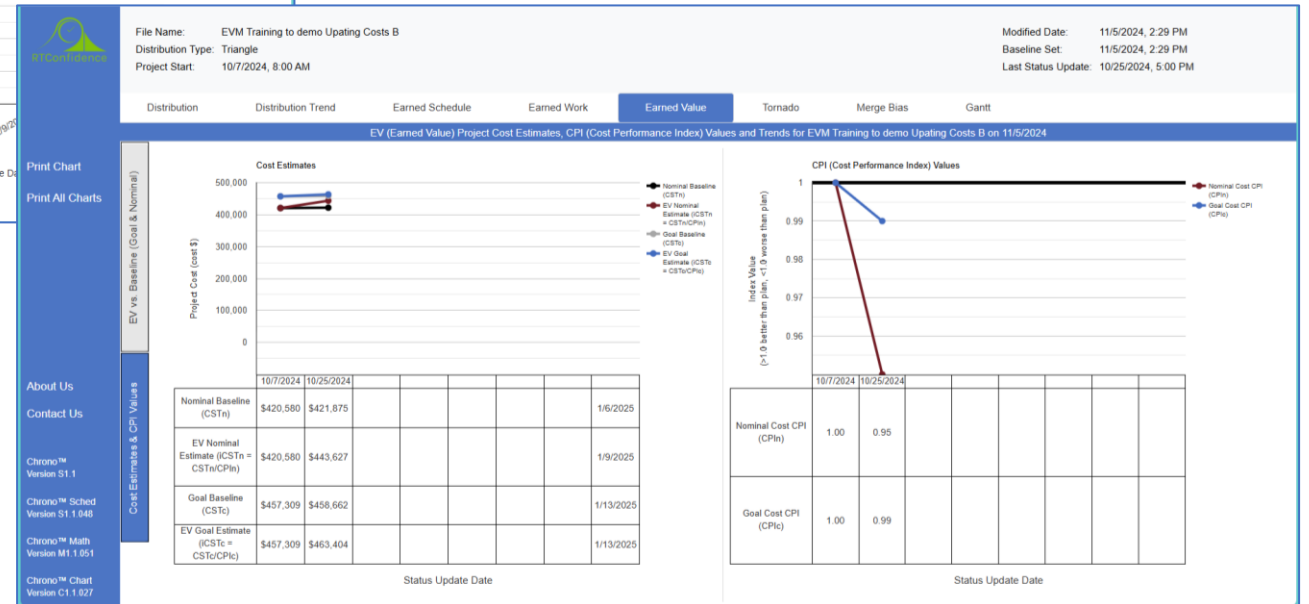 RTConfidence
File Name: EVM Training to demo Upating Costs B
Distribution Type: Triangle
Project Start: 10/7/2024, 8:00 AM
Modified Date: 11/5/2024, 2:29 PM
Baseline Set: 11/5/2024, 2:29 PM
Last Status Update: 10/25/2024, 5:00 PM
Distribution Distribution Trend Earned Schedule Earned Work Earned Value Tornado Merge Bias Gantt
EV (Earned Value) Project Cost Estimates, CPI (Cost Performance Index) Values and Trends for EVM Training to demo Upating Costs B on 11/5/2024
Print Chart
Print All Charts
About Us
Contact Us
Chrono™
Version S1.1
Chrono™ Sched
Version S1.1.048
Chrono™ Math
Version M1.1.051
Chrono™ Chart
Version C1.1.027
EV vs. Baseline (Goal & Nominal)
Cost Estimates & CPI Values
Cost Estimates
Project Cost (cost $)
500,000
400,000
300,000
200,000
100,000
0
Nominal Baseline
(CSTn)
EV Nominal
Estimate (iCSTn
= CSTn/CPIn)
Goal Baseline
(CSTc)
EV Goal
Estimate (iCSTc
= CSTc/CPIc)
10/7/2024 10/25/2024
Nominal Baseline
(CSTn)
$420,580 $421,875 1/6/2025
EV Nominal
Estimate (iCSTn =
CSTn/CPIn)
$420,580 $443,627 1/9/2025
Goal Baseline
(CSTc)
$457,309 $458,662 1/13/2025
EV Goal Estimate
(iCSTc =
CSTc/CPIc)
$457,309 $463,404 1/13/2025
Status Update Date
CPI (Cost Performance Index) Values
Index Value
(>1.0 better than plan, <1.0 worse than plan)
1
0.99
0.98
0.97
0.96
Nominal Cost CPI
(CPIn)
Goal Cost CPI
(CPIc)
10/7/2024 10/25/2024
Nominal Cost CPI
(CPIn)
1.00 0.95
Goal Cost CPI
(CPIc)
1.00 0.99
Status Update Date